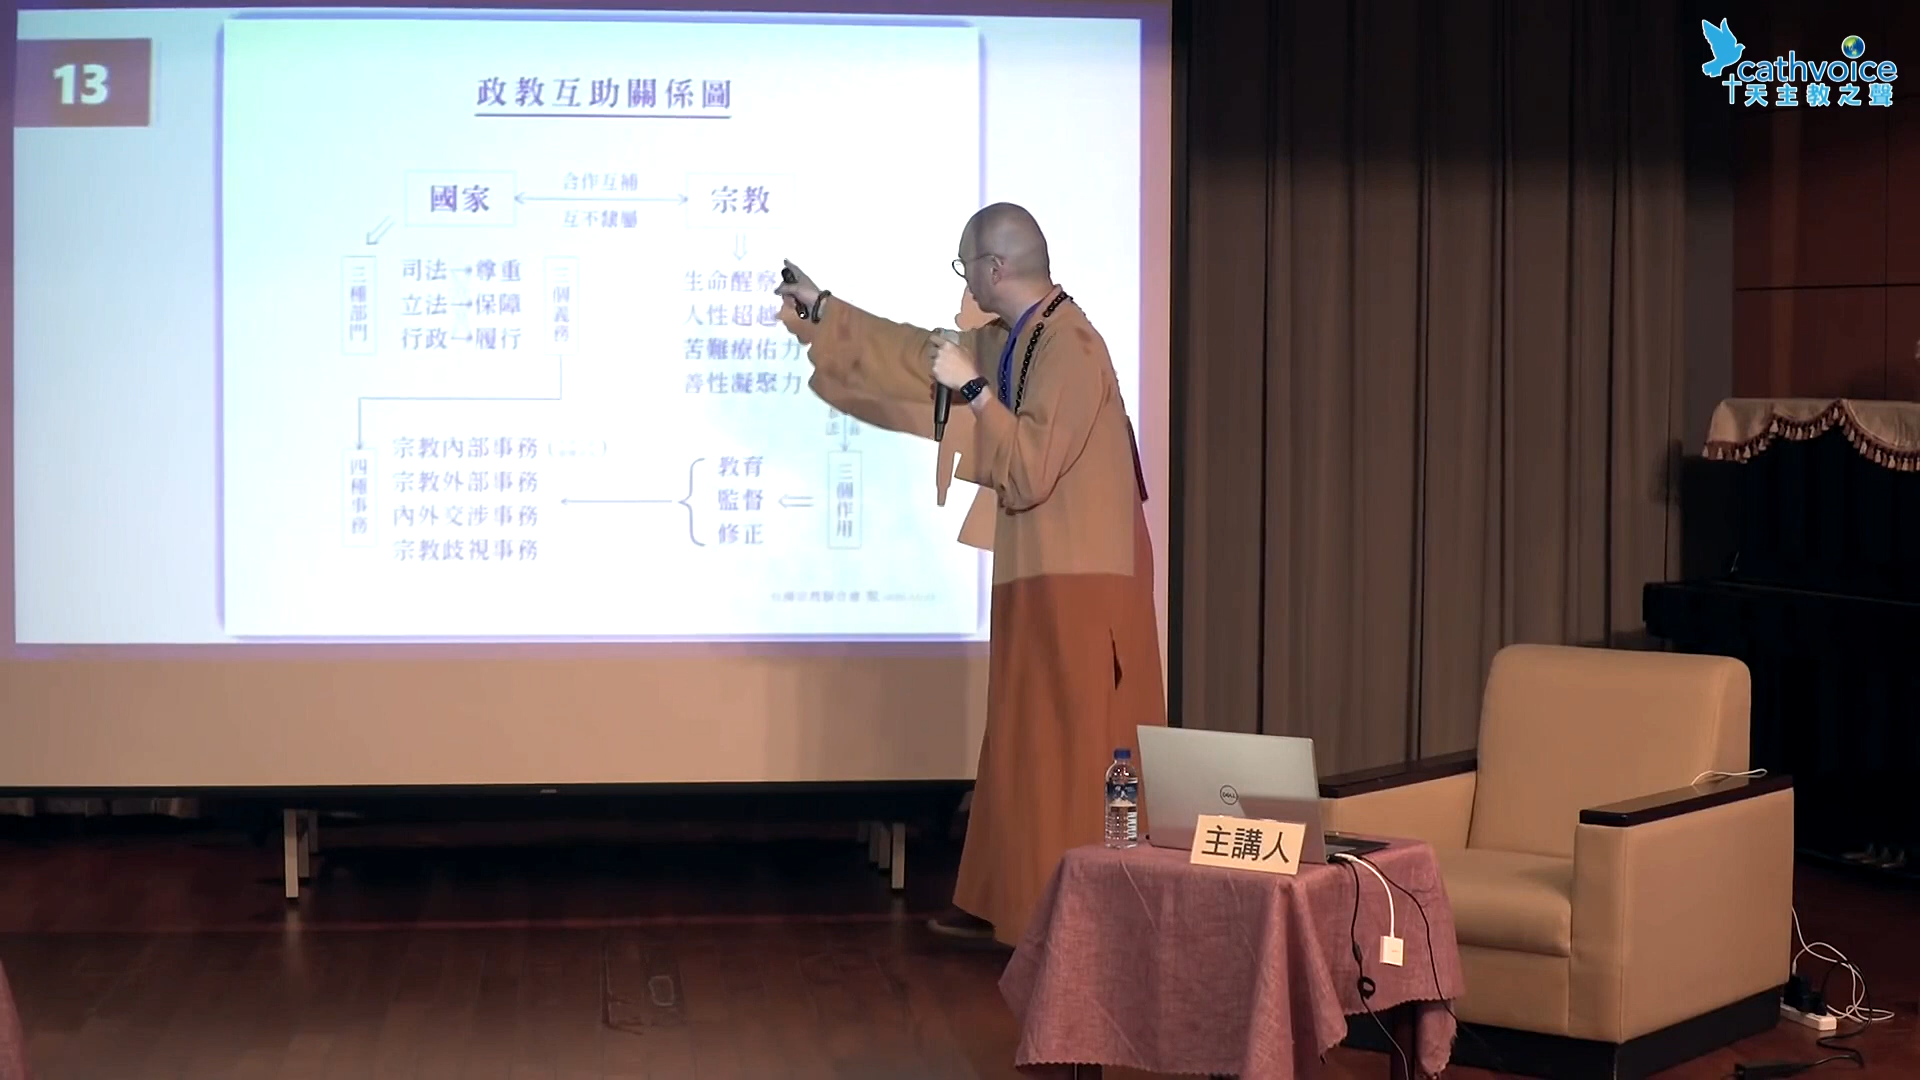 13
政教互助關係圖
國家
合作互補
互不隸屬
宗教
三種部門
司法→尊重
立法→保障
行政→履行
三個義務
生命醒察
人性超越
苦難療佑力
善性凝聚力
四種事務
宗教內部事務
宗教外部事務
內外交涉事務
宗教歧視事務
教育
監督
修正
三個作用
cathvoice
天主教之聲
DELL
主講人